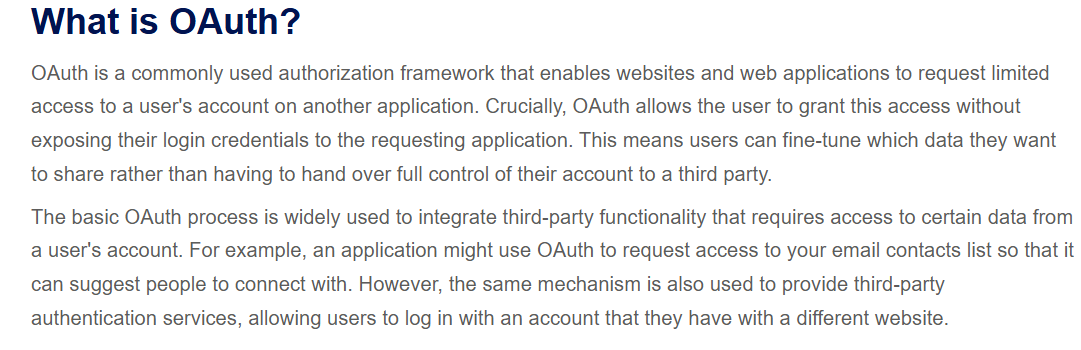 What is OAuth?
OAuth is a commonly used authorization framework that enables websites and web applications to request limited
access to a user's account on another application. Crucially, OAuth allows the user to grant this access without
exposing their login credentials to the requesting application. This means users can fine-tune which data they want
to share rather than having to hand over full control of their account to a third party.
The basic OAuth process is widely used to integrate third-party functionality that requires access to certain data from
a user's account. For example, an application might use OAuth to request access to your email contacts list so that it
can suggest people to connect with. However, the same mechanism is also used to provide third-party
authentication services, allowing users to log in with an account that they have with a different website.